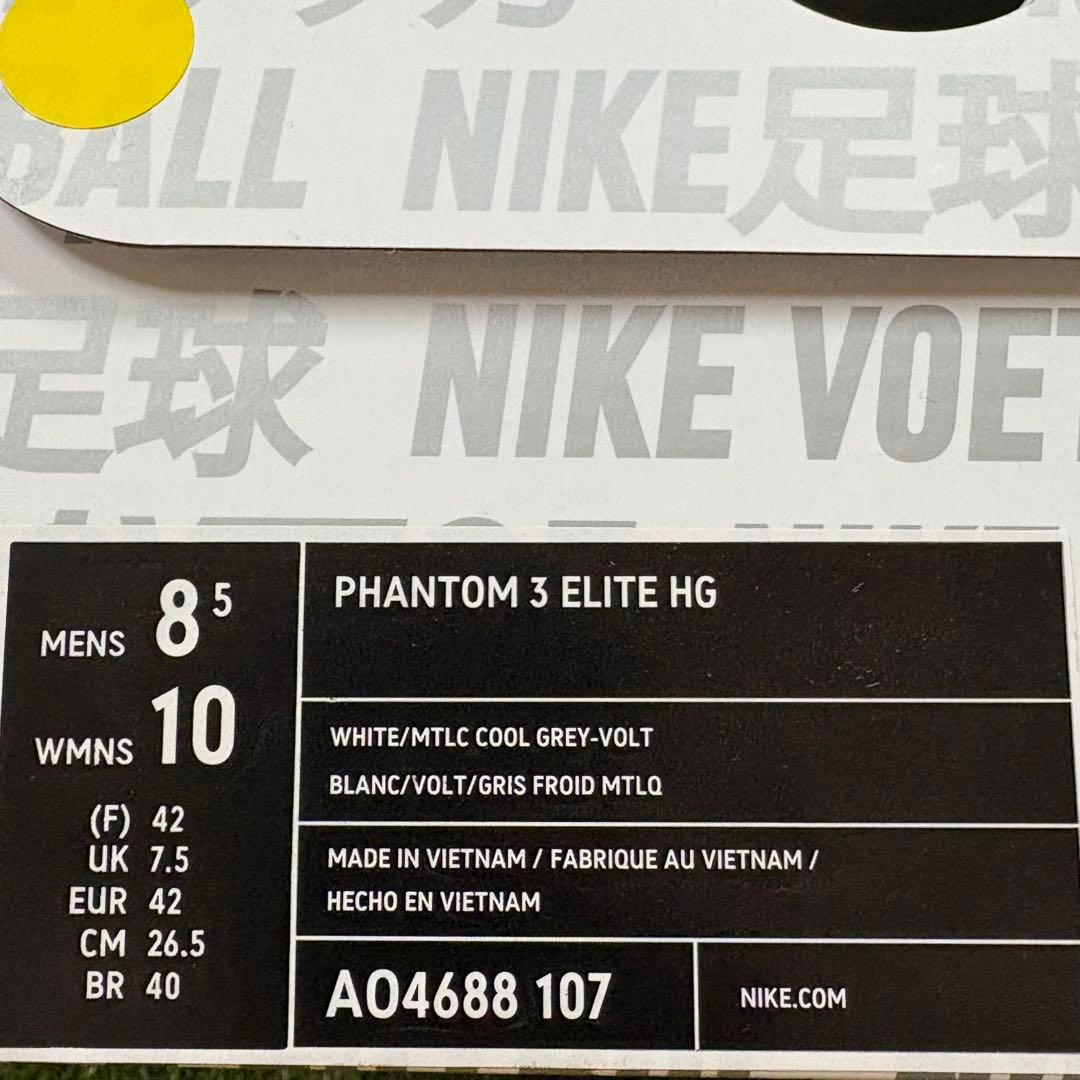 BALL NIKE足球
足球 NIKE VOET
MENS 8 5
WMNS 10
(F) 42
UK 7.5
EUR 42
CM 26.5
BR 40
PHANTOM 3 ELITE HG
WHITE/MTLC COOL GREY-VOLT
BLANC/VOLT/GRIS FROID MTLQ
MADE IN VIETNAM / FABRIQUE AU VIETNAM /
HECHO EN VIETNAM
AO4688 107
NIKE.COM